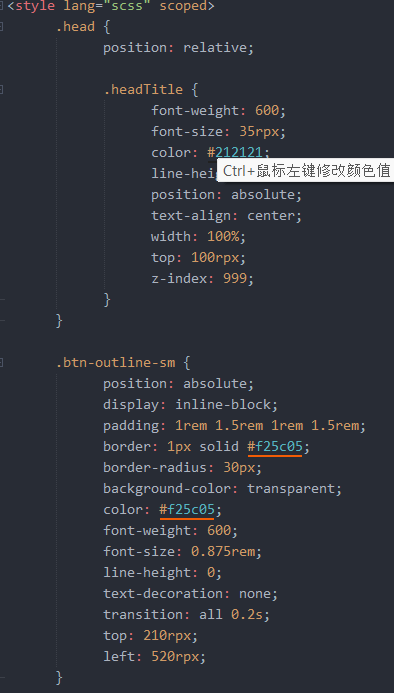 <style lang="scss" scoped>
.head {
position: relative;
.headTitle {
font-weight: 600;
font-size: 35rpx;
color: #212121;
line-hei
Ctrl+鼠标左键修改颜色值
position: absolute;
text-align: center;
width: 100%;
top: 100rpx;
z-index: 999;
}
}
.btn-outline-sm {
position: absolute;
display: inline-block;
padding: 1rem 1.5rem 1rem 1.5rem;
border: 1px solid #f25c05;
border-radius: 30px;
background-color: transparent;
color: #f25c05;
font-weight: 600;
font-size: 0.875rem;
line-height: 0;
text-decoration: none;
transition: all 0.2s;
top: 210rpx;
left: 520rpx;
}